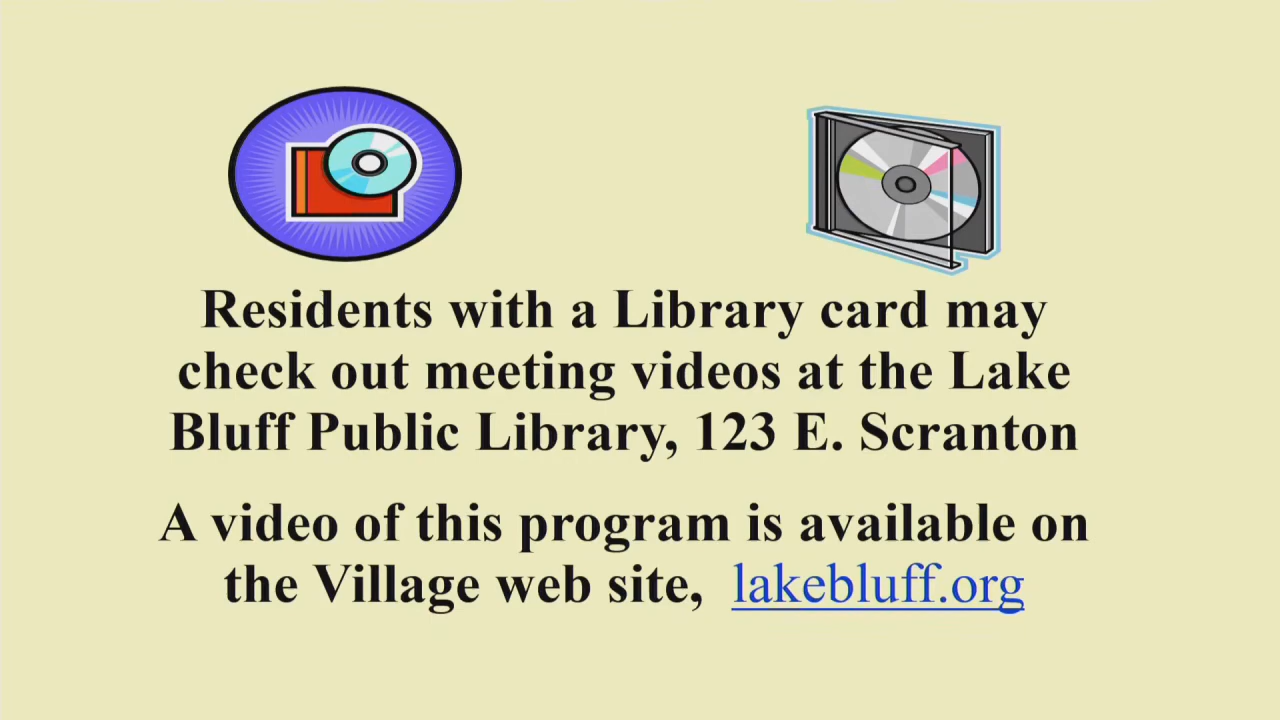 Residents with a Library card may
check out meeting videos at the Lake
Bluff Public Library, 123 E. Scranton
A video of this program is available on
the Village web site, lakebluff.org